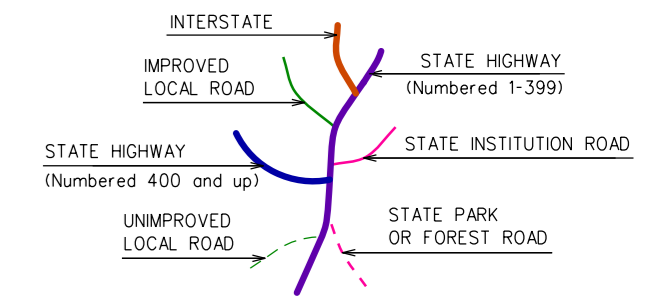 INTERSTATE
STATE HIGHWAY
(Numbered 1-399)
IMPROVED
LOCAL ROAD
STATE INSTITUTION ROAD
STATE HIGHWAY
(Numbered 400 and up)
UNIMPROVED
LOCAL ROAD
STATE PARK
OR FOREST ROAD